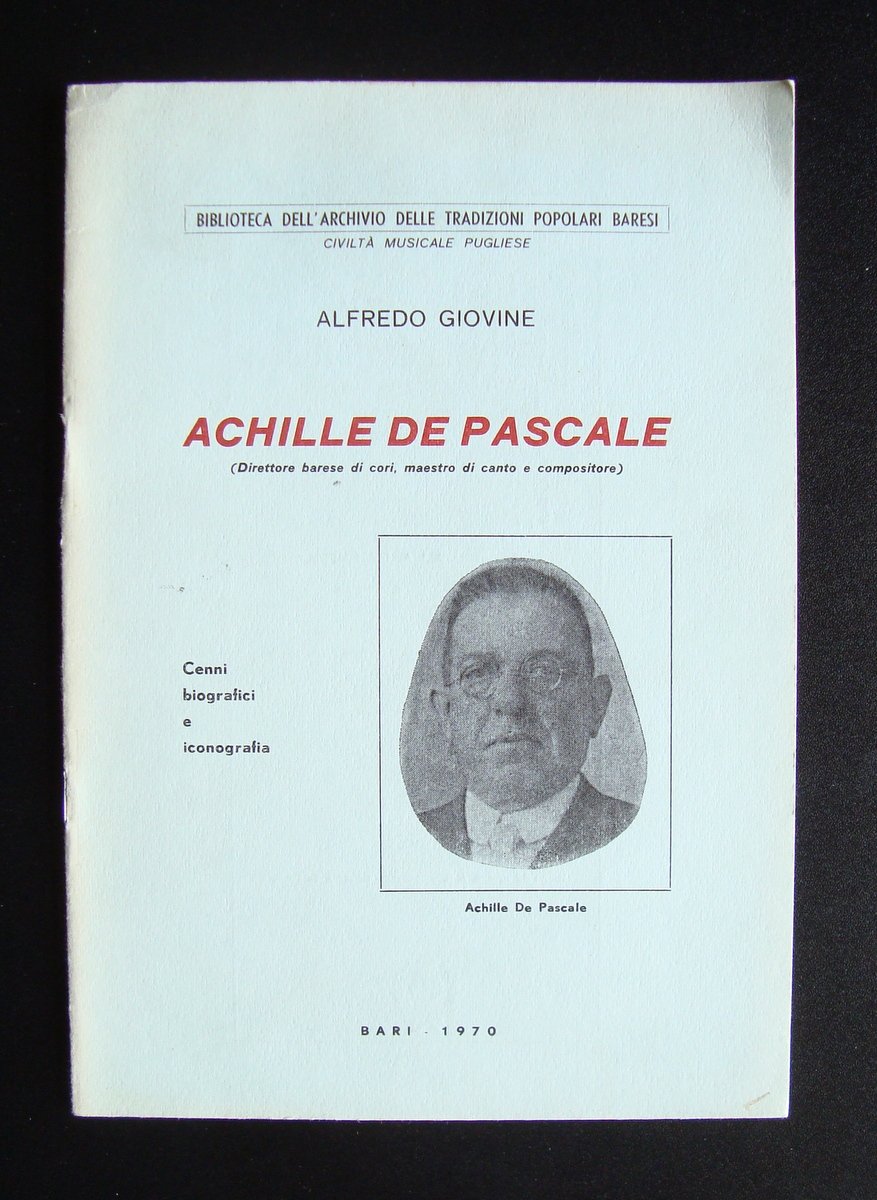 BIBLIOTECA DELL'ARCHIVIO DELLE TRADIZIONI POPOLARI BARESI
CIVILTÀ MUSICALE PUGLIESE
ALFREDO GIOVINE
ACHILLE DE PASCALE
(Direttore barese di cori, maestro di canto e compositore)
Cenni
biografici
e
iconografia
Achille De Pascale
BARI - 1970